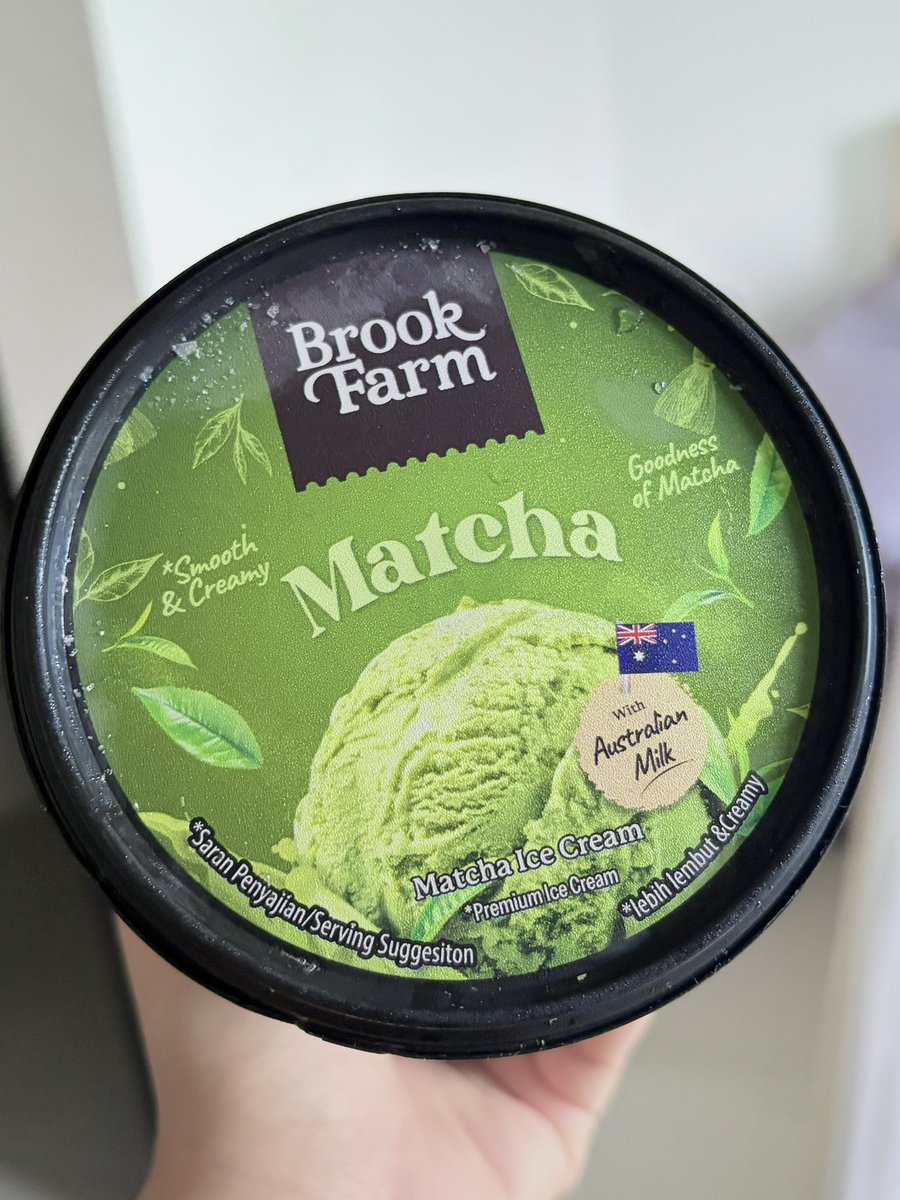 Brook
Farm
Goodness
of Matcha
Matcha
*Smooth
& Creamy
With
Australian
Milk
Matcha Ice Cream
*Premium Ice Cream
*Saran Penyajian/Serving Suggesiton
*lebih lembut &Creamy